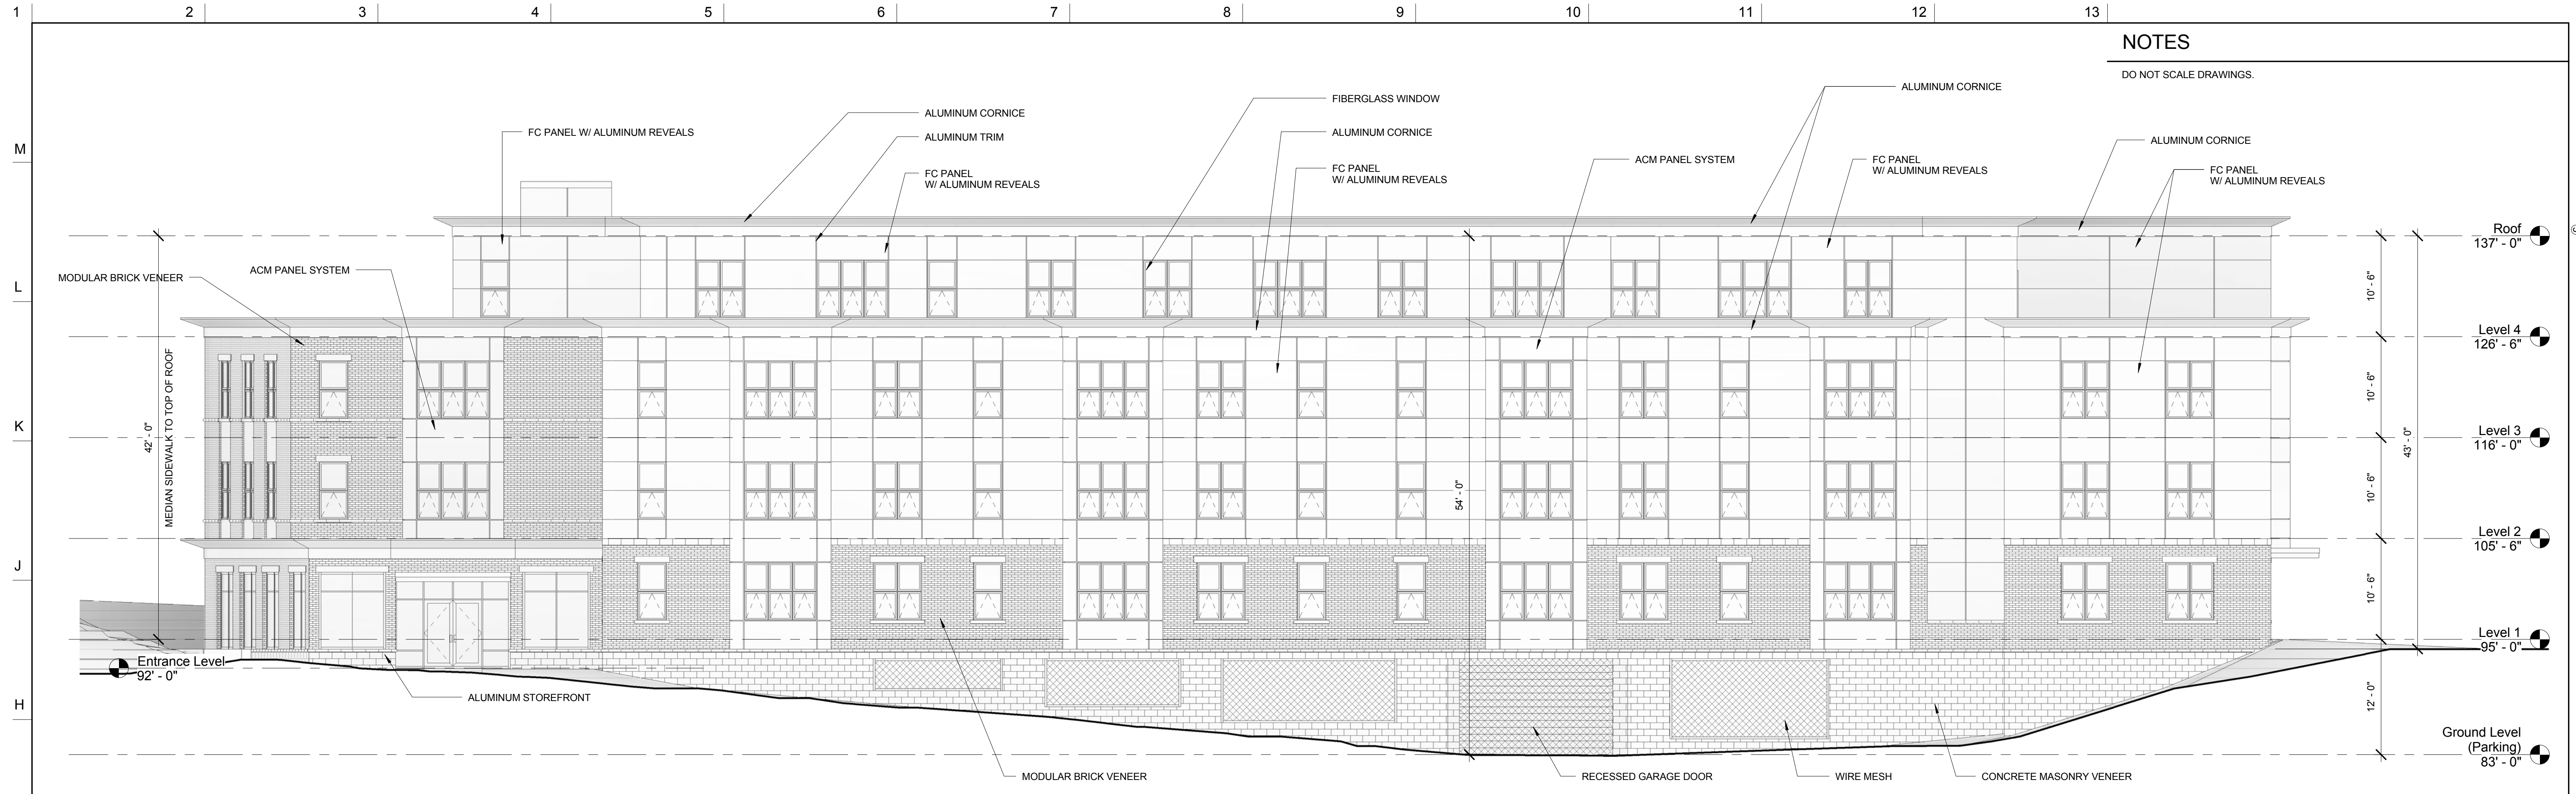 1 2 3 4 5 6 7 8 9 10 11 12 13
NOTES
DO NOT SCALE DRAWINGS.
M
L
K
J
H
FC PANEL W/ ALUMINUM REVEALS
ALUMINUM CORNICE
ALUMINUM TRIM
FC PANEL
W/ ALUMINUM REVEALS
FIBERGLASS WINDOW
ALUMINUM CORNICE
FC PANEL
W/ ALUMINUM REVEALS
ACM PANEL SYSTEM
ALUMINUM CORNICE
FC PANEL
W/ ALUMINUM REVEALS
ALUMINUM CORNICE
FC PANEL
W/ ALUMINUM REVEALS
MODULAR BRICK VENEER
ACM PANEL SYSTEM
42' - 0"
MEDIAN SIDEWALK TO TOP OF ROOF
54' - 0"
10' - 6"
10' - 6"
10' - 6"
10' - 6"
12' - 0"
43' - 0"
Roof
137' - 0"
Level 4
126' - 6"
Level 3
116' - 0"
Level 2
105' - 6"
Level 1
95' - 0"
Ground Level
(Parking)
83' - 0"
Entrance Level
92' - 0"
ALUMINUM STOREFRONT
MODULAR BRICK VENEER
RECESSED GARAGE DOOR
WIRE MESH
CONCRETE MASONRY VENEER